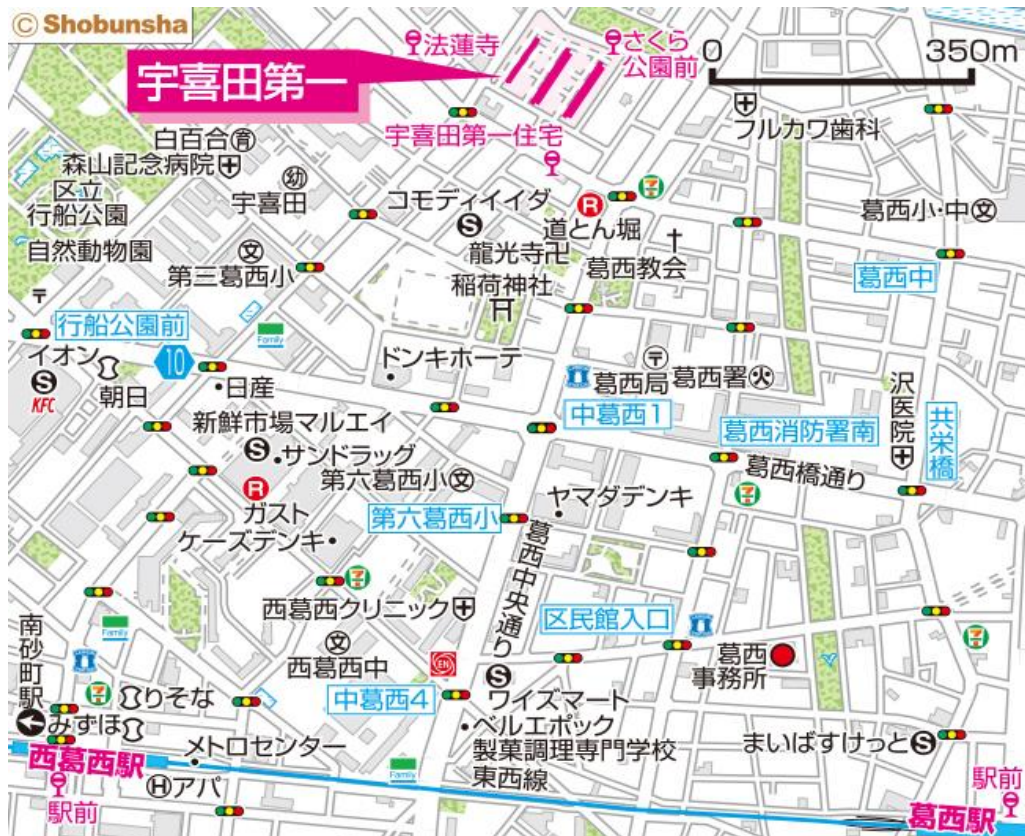 © Shobunsha
法蓮寺
さくら
公園前
0 350m
宇喜田第一
フルカワ歯科
宇喜田第一住宅
白百合 育
森山記念病院
区立
行船公園
幼
宇喜田
コモディイイダ
S
R
道とん堀
葛西小・中 文
自然動物園
文
第三葛西小
龍光寺卍
葛西教会
稲荷神社
葛西中
〒
行船公園前
Family
イオン
S
KFC
朝日
10
日産
ドンキホーテ
〒
葛西局
葛西署 火
沢医院
共栄橋
新鮮市場マルエイ
S
サンドラッグ
中葛西1
葛西消防署南
葛西橋通り
R
ガスト
第六葛西小 文
ヤマダデンキ
ケーズデンキ
第六葛西小
葛西中央通り
西葛西クリニック
区民館入口
Family
南砂町駅
文
西葛西中
EN
葛西
事務所
りそな
中葛西4
S
ワイズマート
みずほ
ベルエポック
製菓調理専門学校
まいばすけっと S
メトロセンター
東西線
西葛西駅
駅前
H アパ
Family
駅前
葛西駅